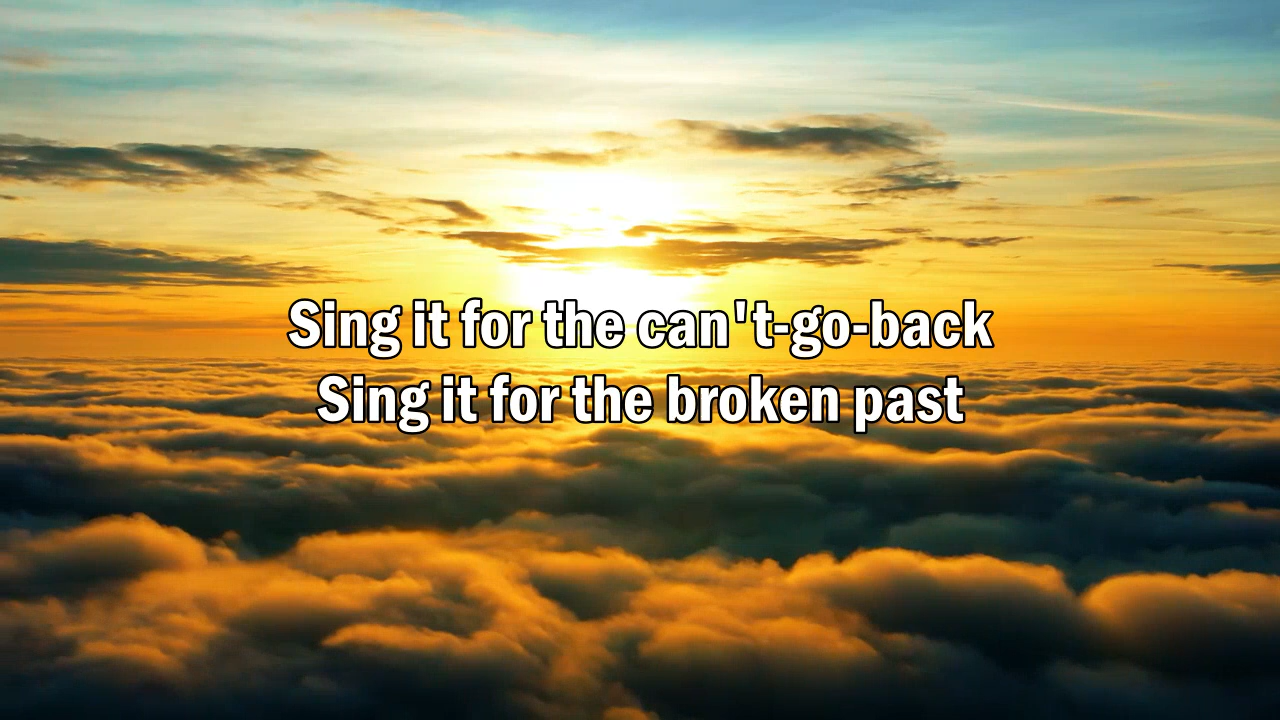 Sing it for the can't-go-back
Sing it for the broken past